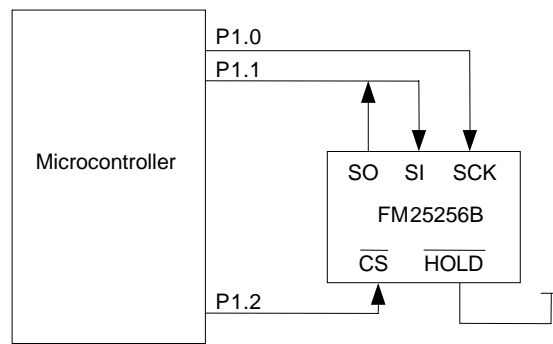 P1.0
P1.1
Microcontroller
SO SI SCK
FM25256B
CS HOLD
P1.2